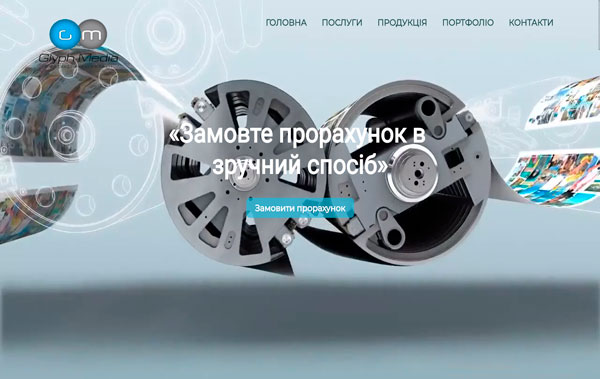 Gm
Glyph Media
ГОЛОВНА ПОСЛУГИ ПРОДУКЦІЯ ПОРТФОЛІО КОНТАКТИ
«Замовте прорахунок в
зручний спосіб»
Замовити прорахунок